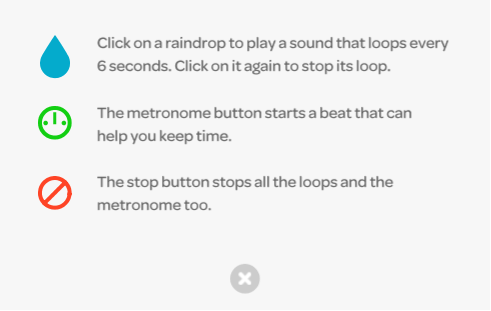 Click on a raindrop to play a sound that loops every
6 seconds. Click on it again to stop its loop.
The metronome button starts a beat that can
help you keep time.
The stop button stops all the loops and the
metronome too.